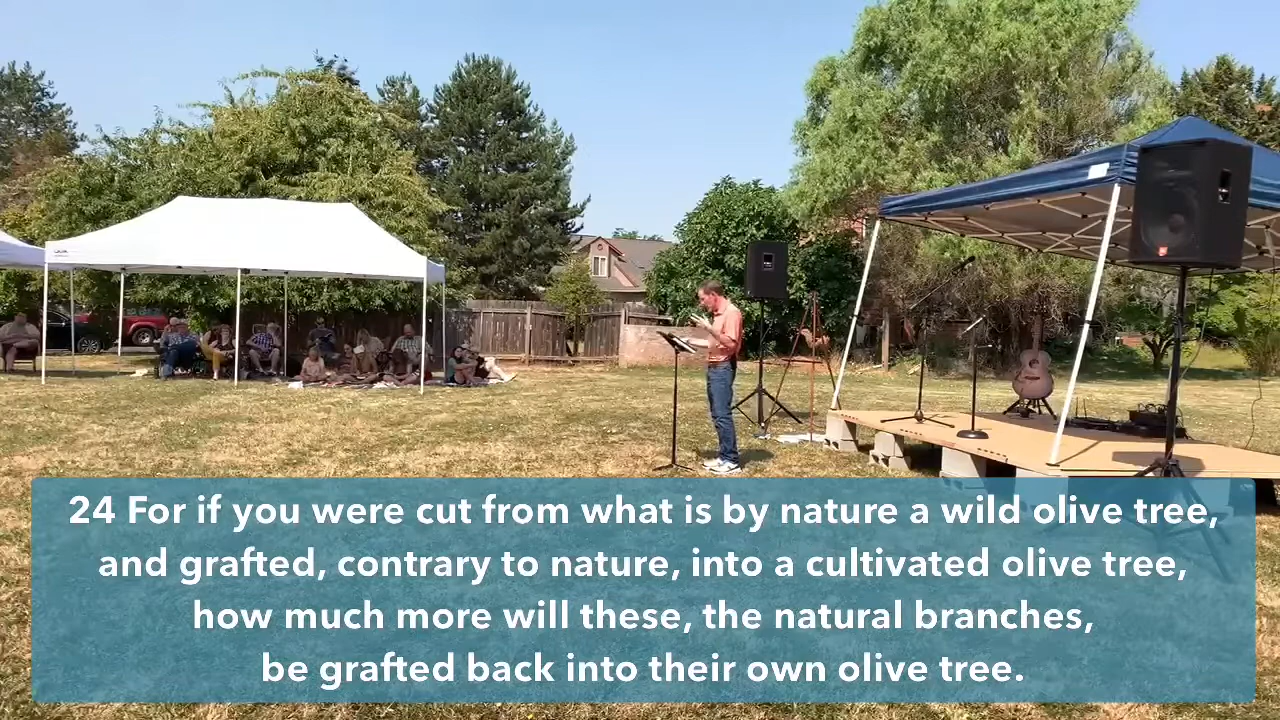 24 For if you were cut from what is by nature a wild olive tree,
and grafted, contrary to nature, into a cultivated olive tree,
how much more will these, the natural branches,
be grafted back into their own olive tree.